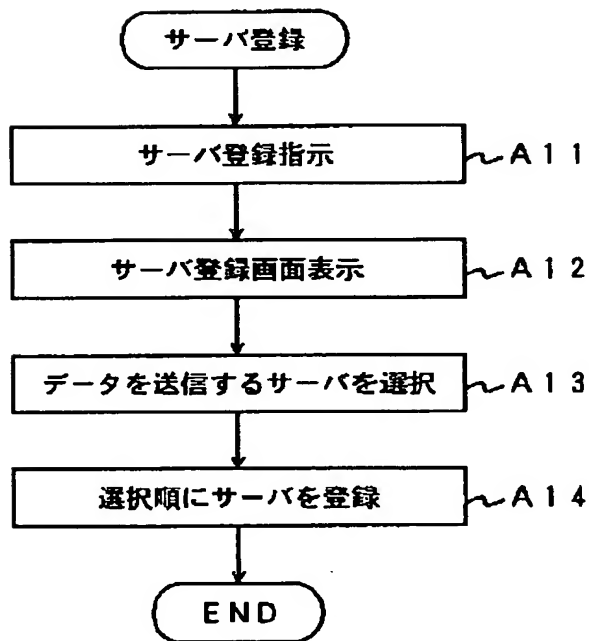 サーバ登録
サーバ登録指示
A11
サーバ登録画面表示
A12
データを送信するサーバを選択
A13
選択順にサーバを登録
A14
END